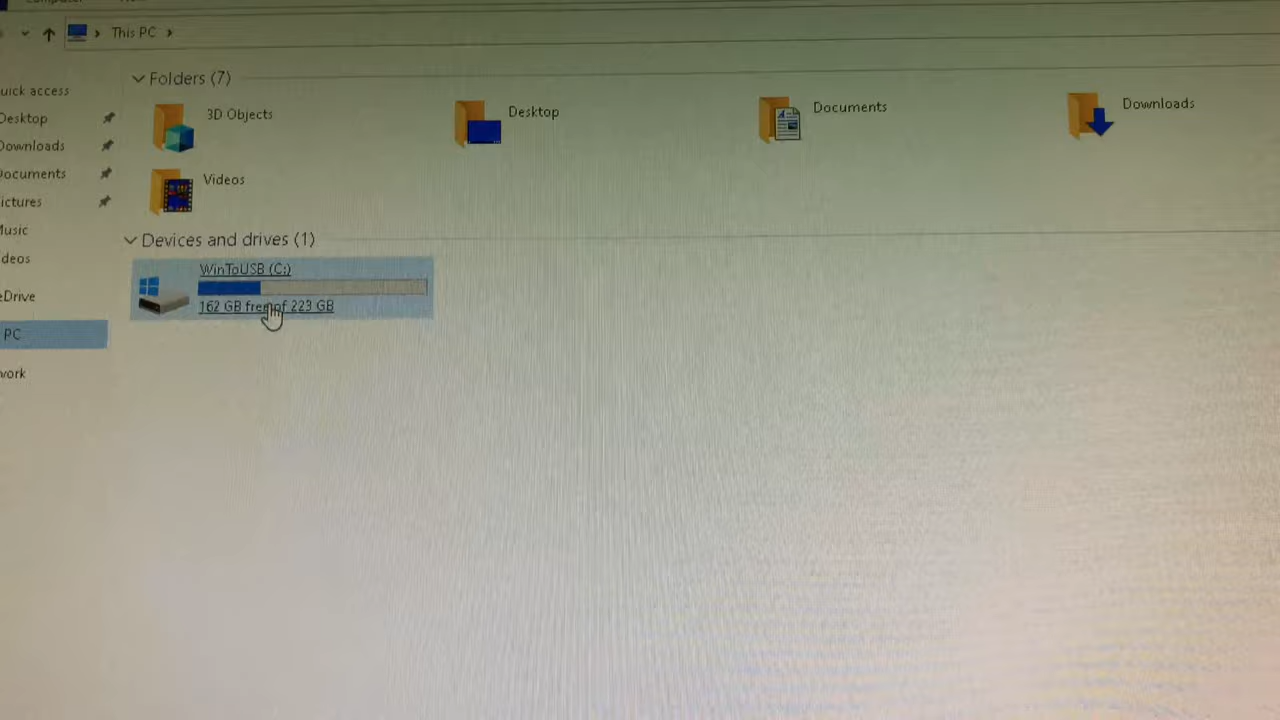 This PC
Folders (7)
3D Objects
Desktop
Documents
Downloads
Videos
Devices and drives (1)
WinToUSB (C:)
162 GB free of 223 GB
uick access
Desktop
Downloads
Documents
ictures
Music
deos
eDrive
PC
work